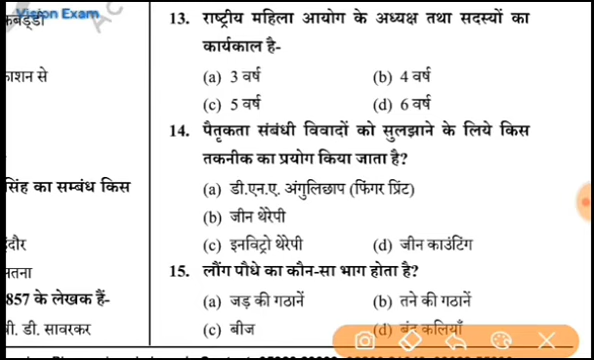 Vision Exam
कबड्डी
काशन से
सिंह का सम्बंध किस
इंदौर
857 के लेखक हैं-
वी. डी. सावरकर
13. राष्ट्रीय महिला आयोग के अध्यक्ष तथा सदस्यों का
कार्यकाल है-
(a) 3 वर्ष (b) 4 वर्ष
(c) 5 वर्ष (d) 6 वर्ष
14. पैतृकता संबंधी विवादों को सुलझाने के लिये किस
तकनीक का प्रयोग किया जाता है?
(a) डी.एन.ए. अंगुलिछाप (फिंगर प्रिंट)
(b) जीन थेरेपी
(c) इनविट्रो थेरेपी (d) जीन काउंटिंग
15. लौंग पौधे का कौन-सा भाग होता है?
(a) जड़ की गठानें (b) तने की गठानें
(c) बीज (d) बंद कलियाँ